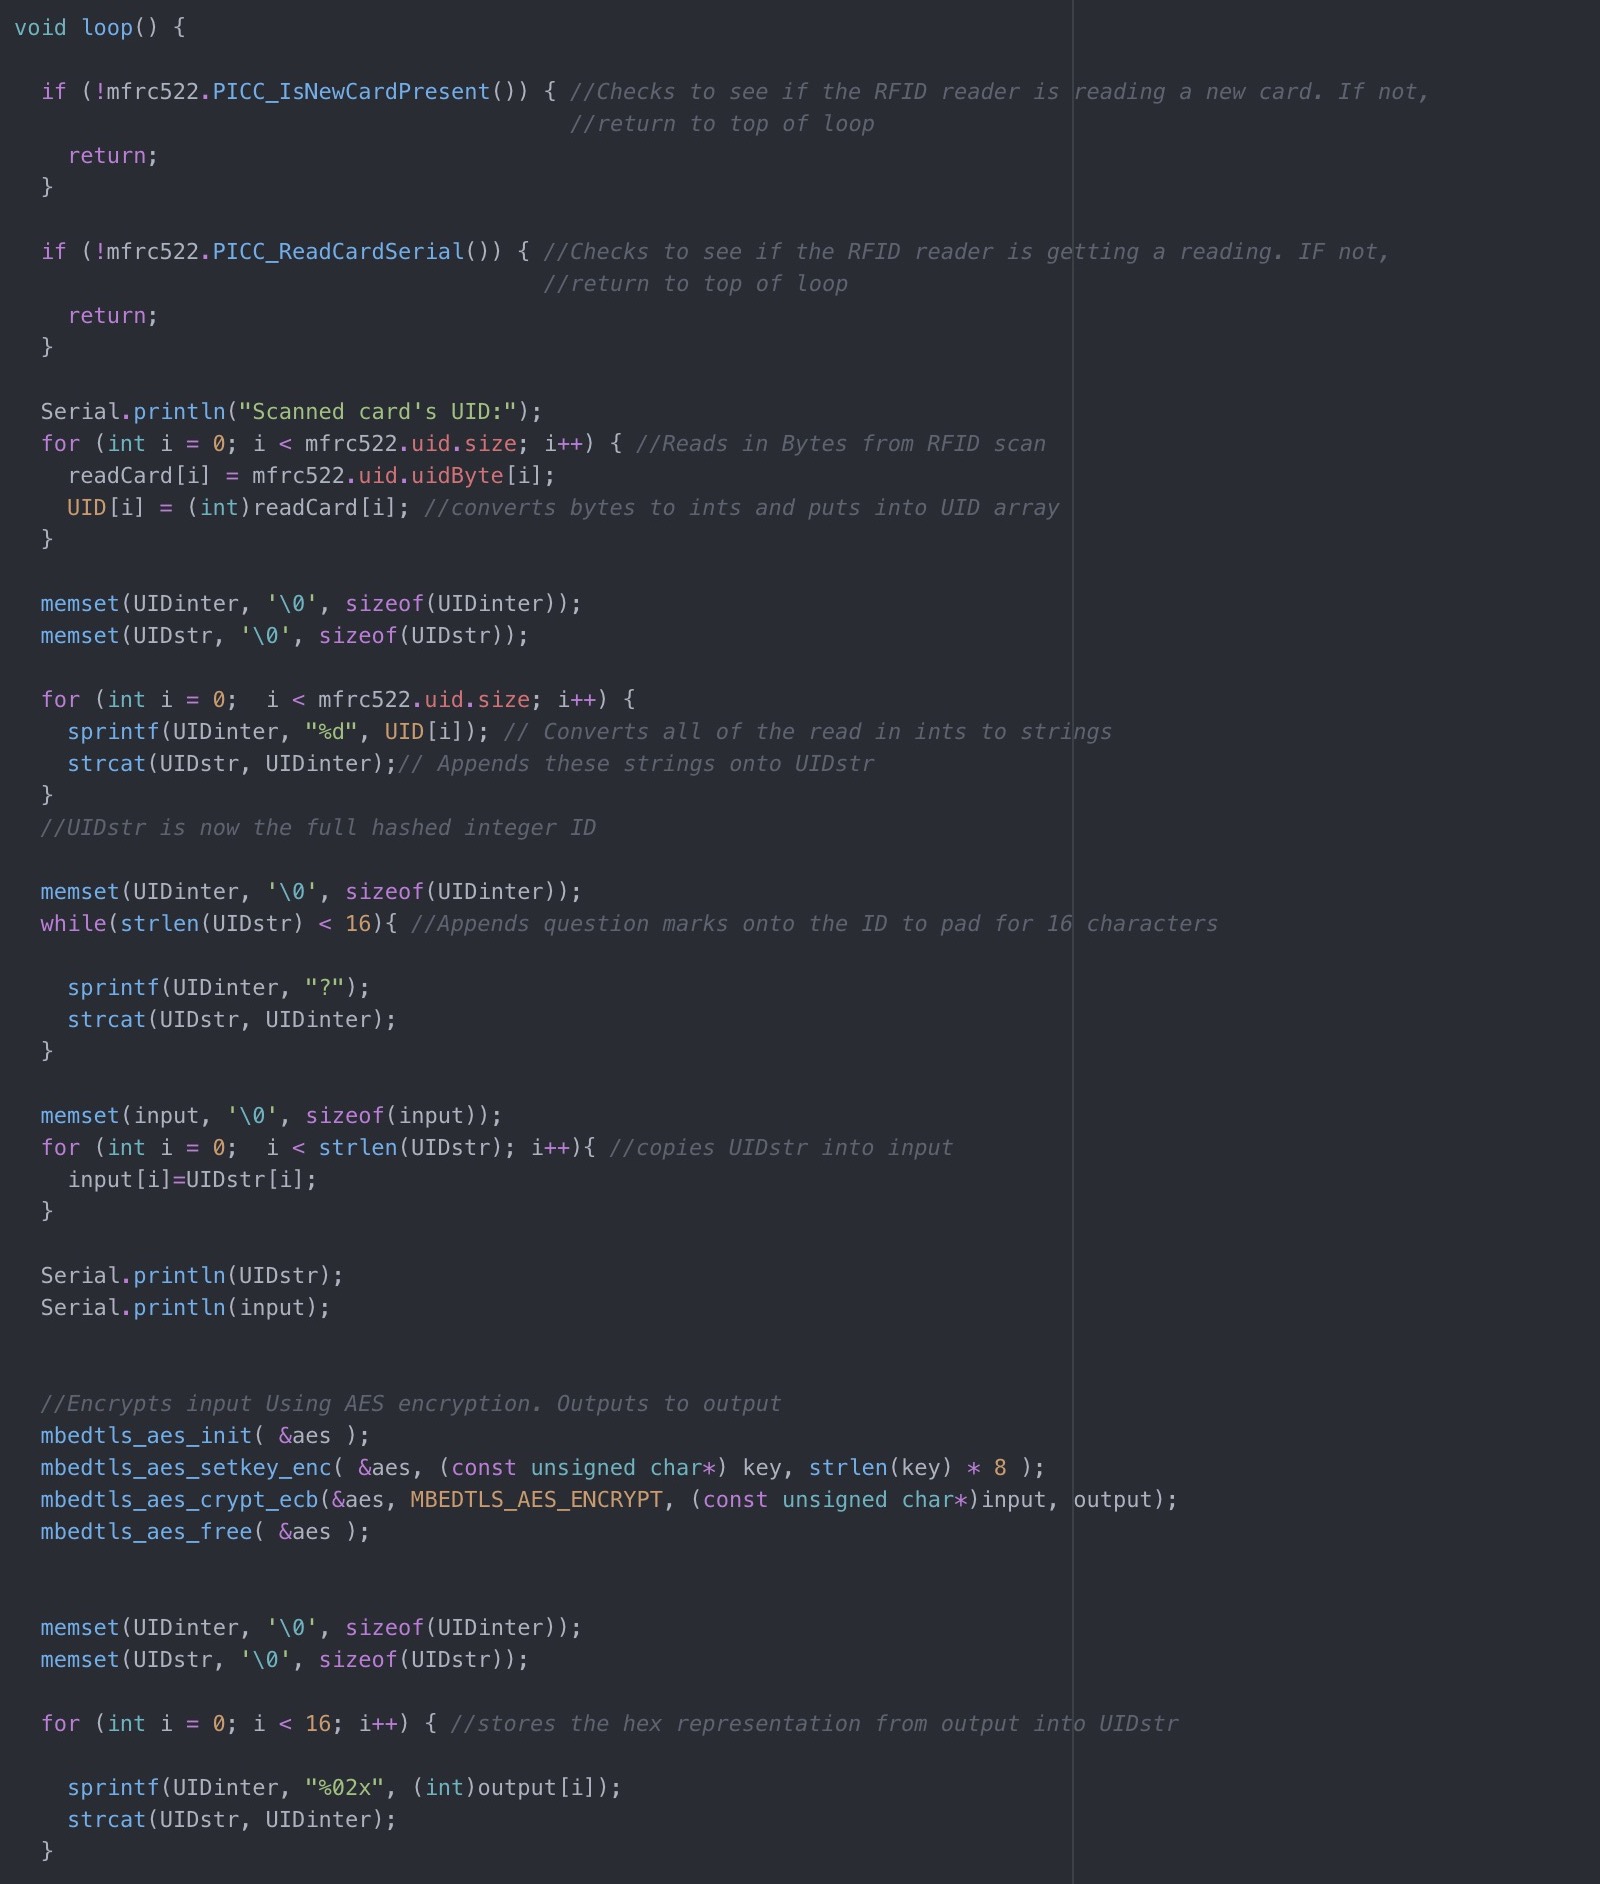 void loop() {
if (!mfrc522.PICC_IsNewCardPresent()) { //Checks to see if the RFID reader is reading a new card. If not,
//return to top of loop
return;
}
if (!mfrc522.PICC_ReadCardSerial()) { //Checks to see if the RFID reader is getting a reading. IF not,
//return to top of loop
return;
}
Serial.println("Scanned card's UID:");
for (int i = 0; i < mfrc522.uid.size; i++) { //Reads in Bytes from RFID scan
readCard[i] = mfrc522.uid.uidByte[i];
UID[i] = (int)readCard[i]; //converts bytes to ints and puts into UID array
}
memset(UIDinter, '\0', sizeof(UIDinter));
memset(UIDstr, '\0', sizeof(UIDstr));
for (int i = 0;  i < mfrc522.uid.size; i++) {
sprintf(UIDinter, "%d", UID[i]); // Converts all of the read in ints to strings
strcat(UIDstr, UIDinter);// Appends these strings onto UIDstr
}
//UIDstr is now the full hashed integer ID
memset(UIDinter, '\0', sizeof(UIDinter));
while(strlen(UIDstr) < 16){ //Appends question marks onto the ID to pad for 16 characters
sprintf(UIDinter, "?");
strcat(UIDstr, UIDinter);
}
memset(input, '\0', sizeof(input));
for (int i = 0;  i < strlen(UIDstr); i++){ //copies UIDstr into input
input[i]=UIDstr[i];
}
Serial.println(UIDstr);
Serial.println(input);
//Encrypts input Using AES encryption. Outputs to output
mbedtls_aes_init( &aes );
mbedtls_aes_setkey_enc( &aes, (const unsigned char*) key, strlen(key) * 8 );
mbedtls_aes_crypt_ecb(&aes, MBEDTLS_AES_ENCRYPT, (const unsigned char*)input, output);
mbedtls_aes_free( &aes );
memset(UIDinter, '\0', sizeof(UIDinter));
memset(UIDstr, '\0', sizeof(UIDstr));
for (int i = 0; i < 16; i++) { //stores the hex representation from output into UIDstr
sprintf(UIDinter, "%02x", (int)output[i]);
strcat(UIDstr, UIDinter);
}